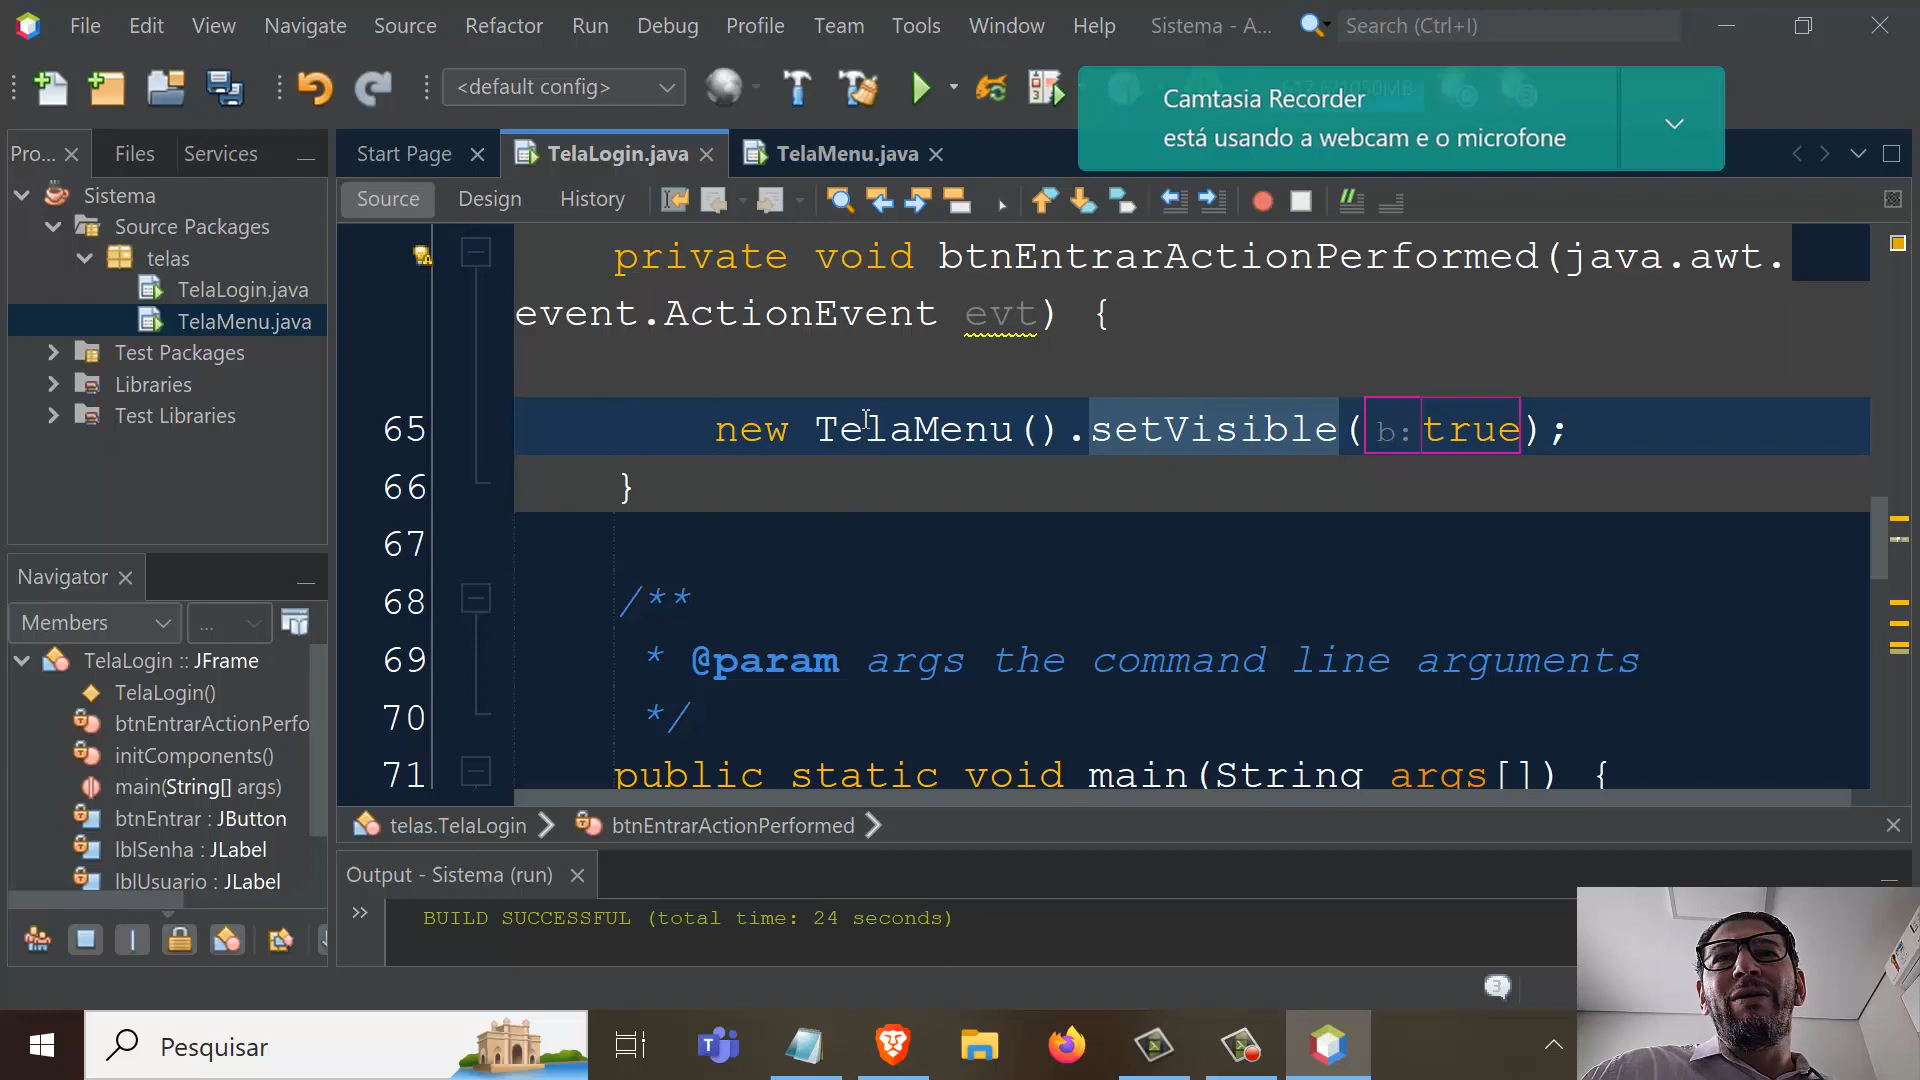 File Edit View Navigate Source Refactor Run Debug Profile Team Tools Window Help Sistema - A... Search (Ctrl+I)
<default config>
Camtasia Recorder
está usando a webcam e o microfone
Pro... Files Services
Start Page TelaLogin.java TelaMenu.java
Source Design History
Sistema
Source Packages
telas
TelaLogin.java
TelaMenu.java
Test Packages
Libraries
Test Libraries
private void btnEntrarActionPerformed(java.awt.
event.ActionEvent evt) {
65 new TelaMenu().setVisible(b:true);
66 }
67
68 /**
69 * @param args the command line arguments
70 */
71 public static void main(String args[]) {
Navigator
Members ...
TelaLogin :: JFrame
TelaLogin()
btnEntrarActionPerfo
initComponents()
main(String[] args)
btnEntrar : JButton
lblSenha : JLabel
lblUsuario : JLabel
telas.TelaLogin btnEntrarActionPerformed
Output - Sistema (run)
BUILD SUCCESSFUL (total time: 24 seconds)
3
Pesquisar